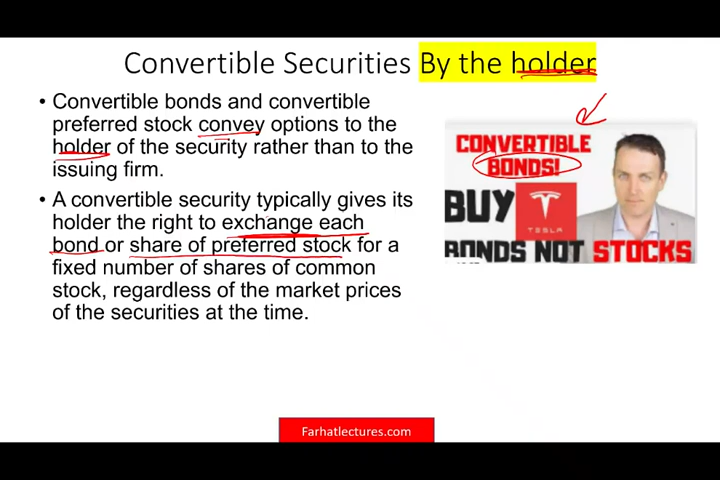 Convertible Securities By the holder
• Convertible bonds and convertible
preferred stock convey options to the
holder of the security rather than to the
issuing firm.
• A convertible security typically gives its
holder the right to exchange each
bond or share of preferred stock for a
fixed number of shares of common
stock, regardless of the market prices
of the securities at the time.
CONVERTIBLE
BONDS!
BUY
TESLA
BONDS NOT STOCKS
Farhatlectures.com